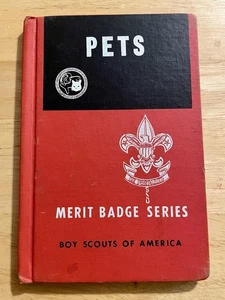 PETS
MERIT BADGE SERIES
BOY SCOUTS OF AMERICA